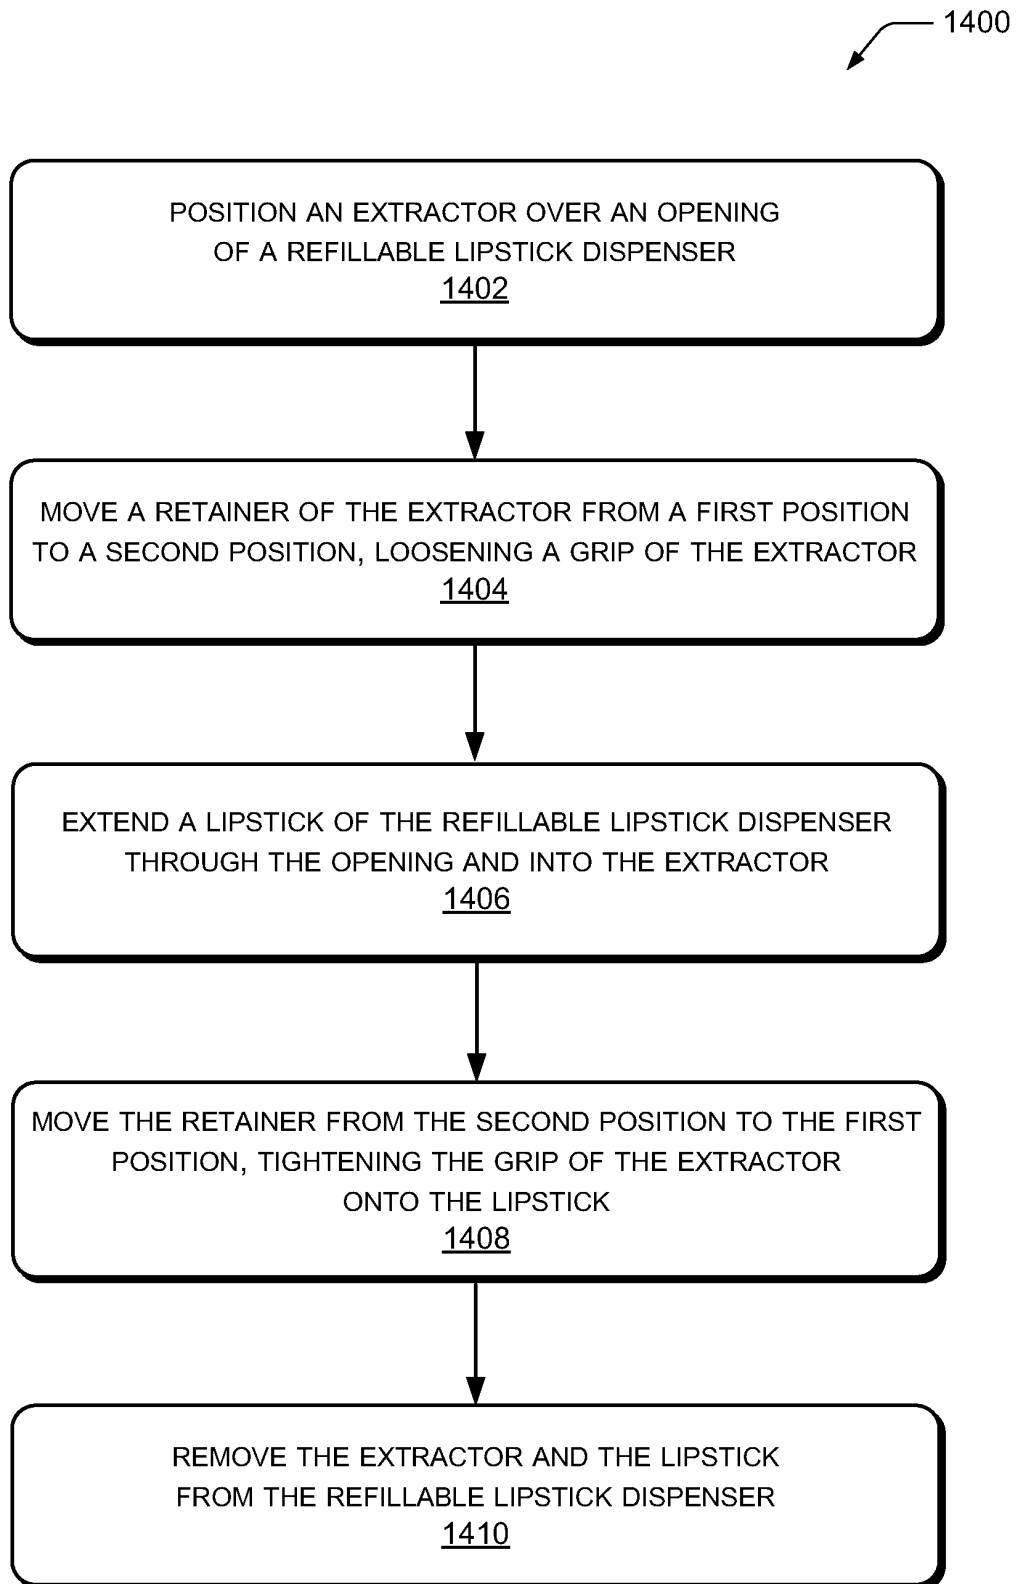 1400
POSITION AN EXTRACTOR OVER AN OPENING
OF A REFILLABLE LIPSTICK DISPENSER
1402
MOVE A RETAINER OF THE EXTRACTOR FROM A FIRST POSITION
TO A SECOND POSITION, LOOSENING A GRIP OF THE EXTRACTOR
1404
EXTEND A LIPSTICK OF THE REFILLABLE LIPSTICK DISPENSER
THROUGH THE OPENING AND INTO THE EXTRACTOR
1406
MOVE THE RETAINER FROM THE SECOND POSITION TO THE FIRST
POSITION, TIGHTENING THE GRIP OF THE EXTRACTOR
ONTO THE LIPSTICK
1408
REMOVE THE EXTRACTOR AND THE LIPSTICK
FROM THE REFILLABLE LIPSTICK DISPENSER
1410